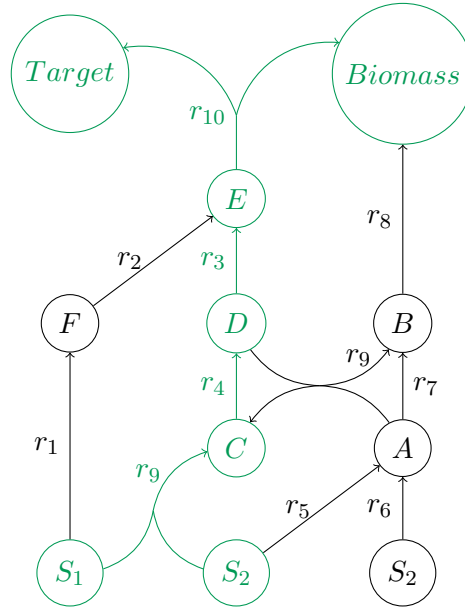 Target Biomass
r10
E
r8
r2 r3
F D B
r9
r4 r7
r1 C A
r9
r5 r6
S1 S2 S2